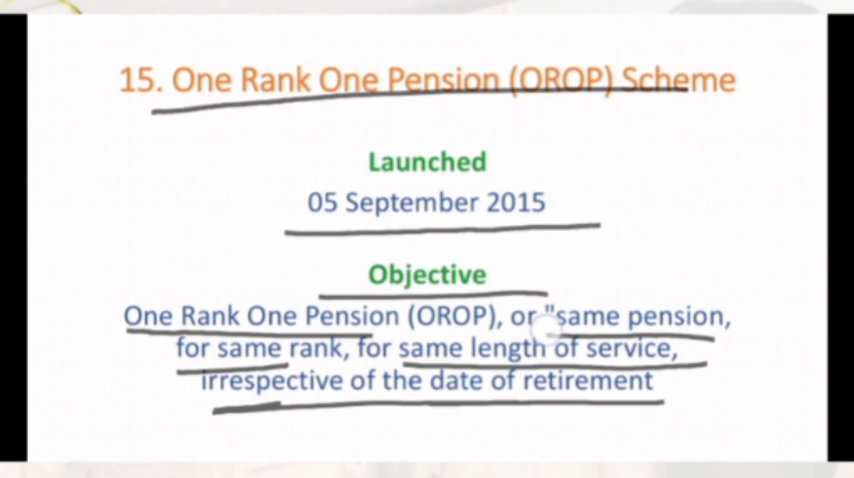 15. One Rank One Pension (OROP) Scheme
Launched
05 September 2015
Objective
One Rank One Pension (OROP), or "same pension,
for same rank, for same length of service,
irrespective of the date of retirement